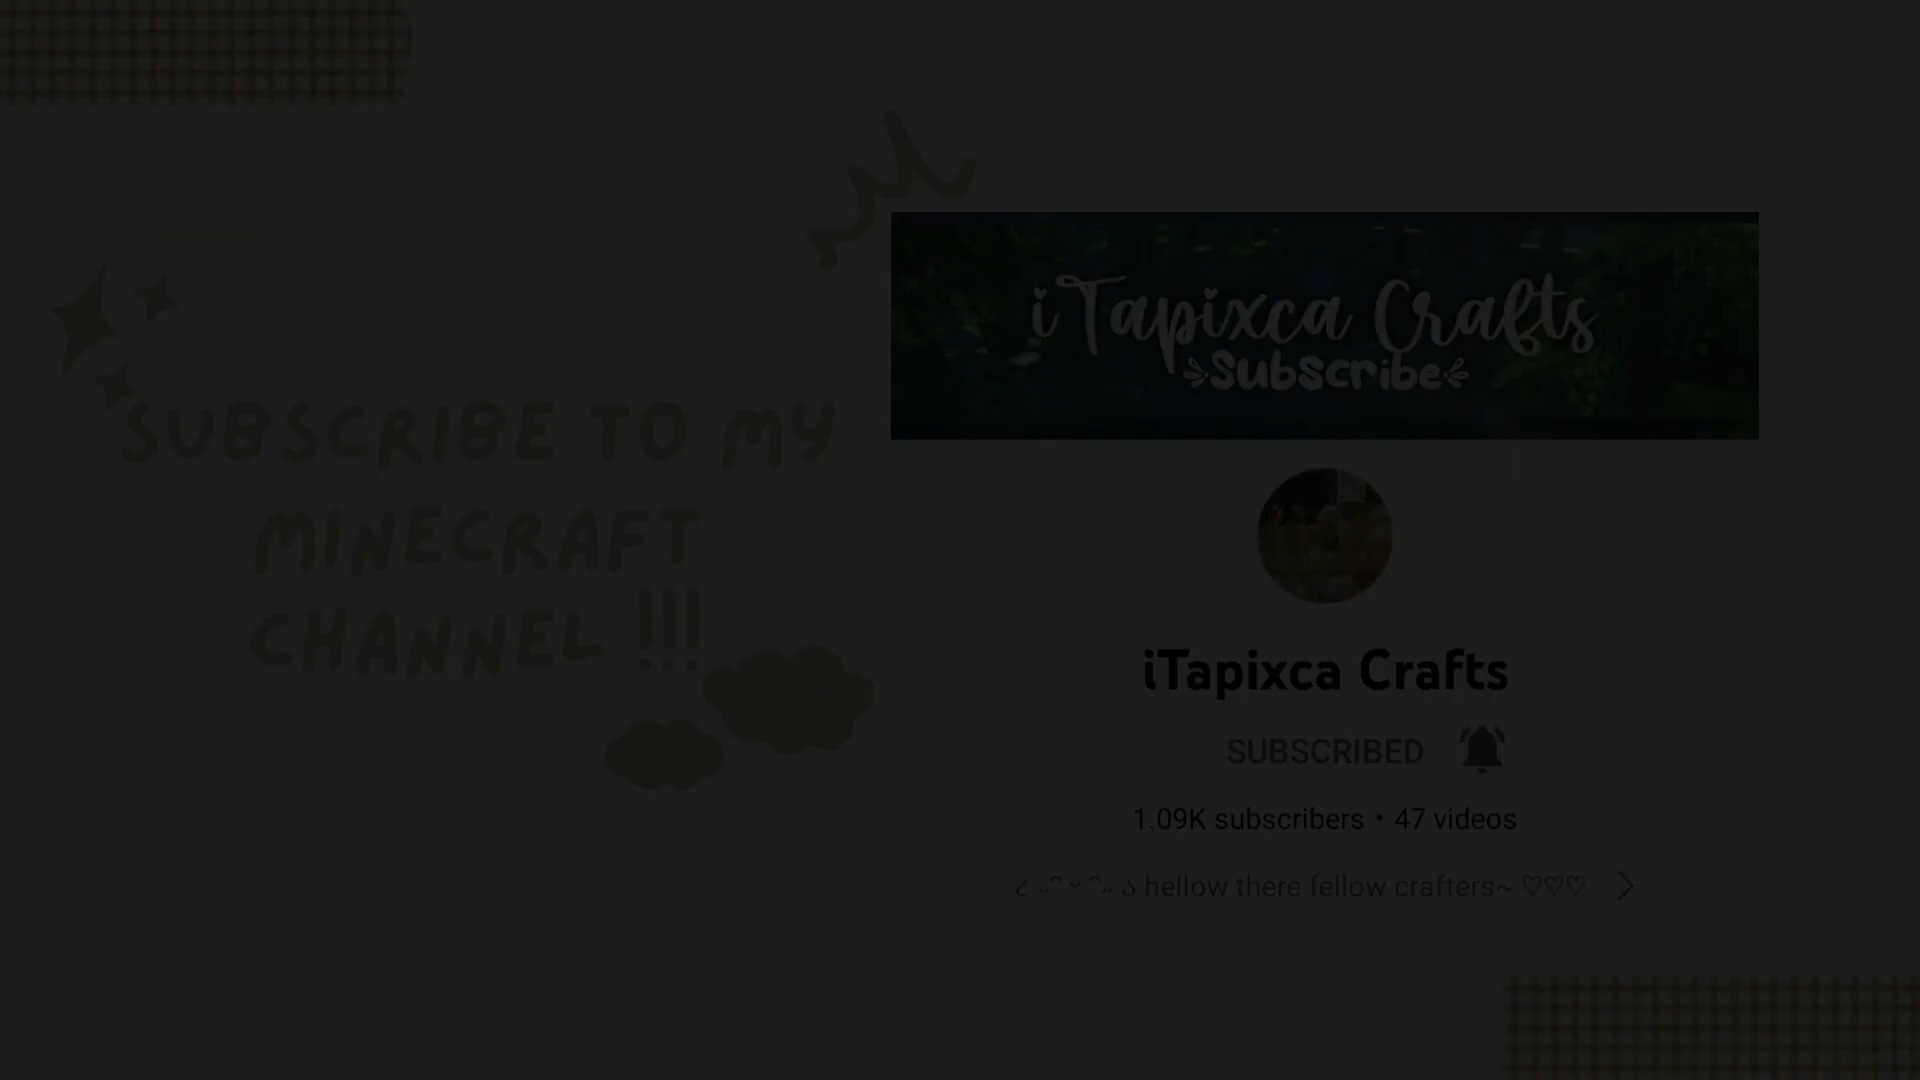 SUBSCRIBE TO MY
MINECRAFT
CHANNEL !!!
iTapixca Crafts
Subscribe
iTapixca Crafts
SUBSCRIBED
1.09K subscribers • 47 videos
૮ ˶ᵔ ᵕ ᵔ˶ ა hellow there fellow crafters~ ♡♡♡